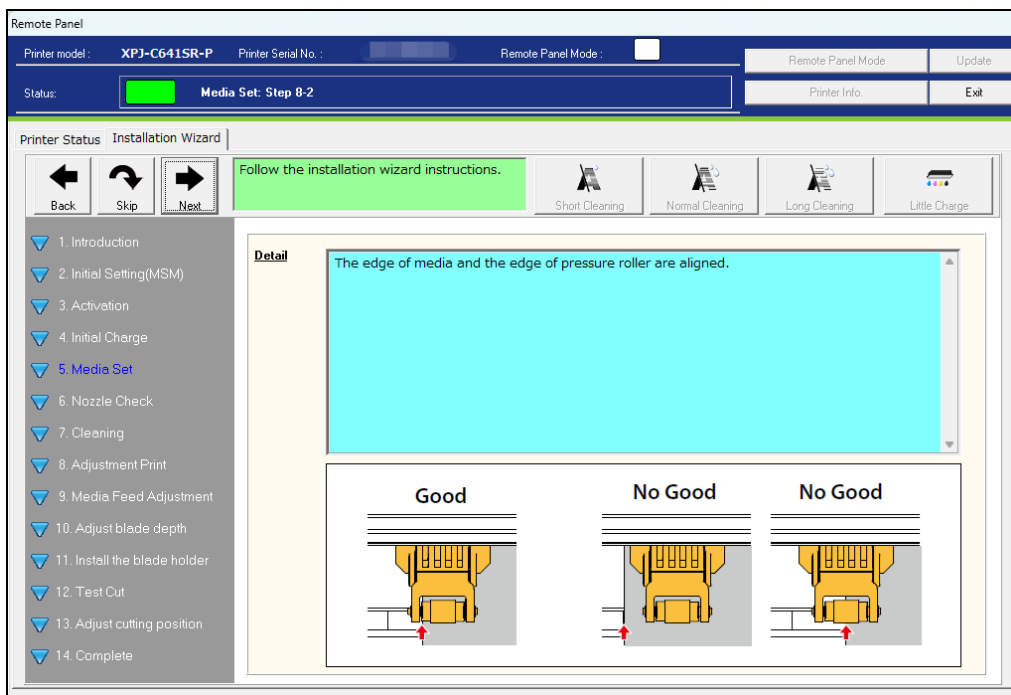 Remote Panel
Printer model : XPJ-C641SR-P Printer Serial No. : Remote Panel Mode :
Remote Panel Mode Update
Status: Media Set: Step 8-2
Printer Info. Exit
Printer Status Installation Wizard
Back Skip Next
Follow the installation wizard instructions.
Short Cleaning Normal Cleaning Long Cleaning Little Charge
1. Introduction
2. Initial Setting(MSM)
3. Activation
4. Initial Charge
5. Media Set
6. Nozzle Check
7. Cleaning
8. Adjustment Print
9. Media Feed Adjustment
10. Adjust blade depth
11. Install the blade holder
12. Test Cut
13. Adjust cutting position
14. Complete
Detail
The edge of media and the edge of pressure roller are aligned.
Good No Good No Good